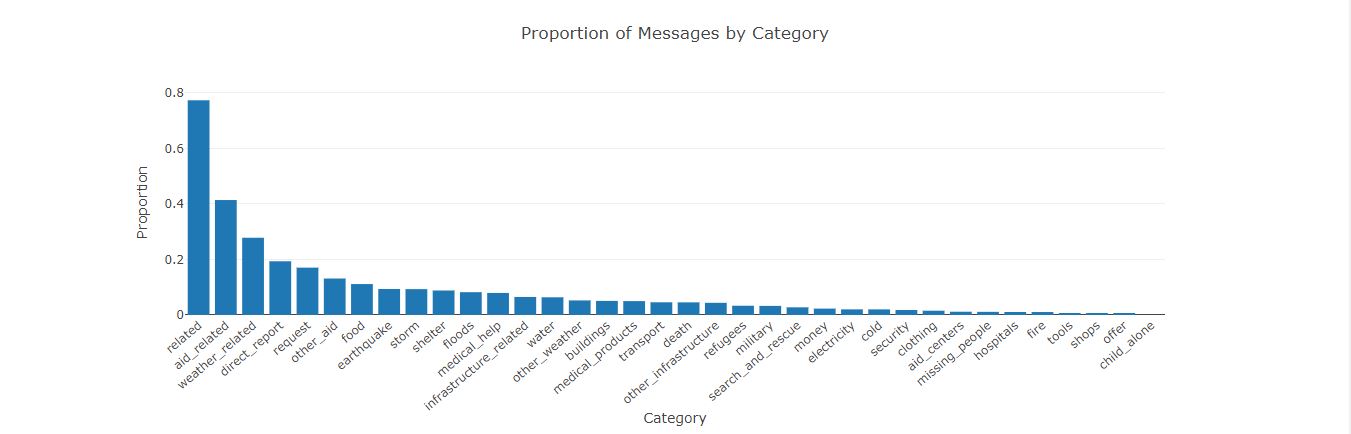 Proportion of Messages by Category
0.8
0.6
0.4
0.2
0
Proportion
related
aid_related
weather_related
direct_report
request
other_aid
food
earthquake
storm
shelter
floods
medical_help
infrastructure_related
water
other_weather
buildings
medical_products
transport
death
other_infrastructure
refugees
military
search_and_rescue
money
electricity
cold
security
clothing
aid_centers
missing_people
hospitals
fire
tools
shops
offer
child_alone
Category